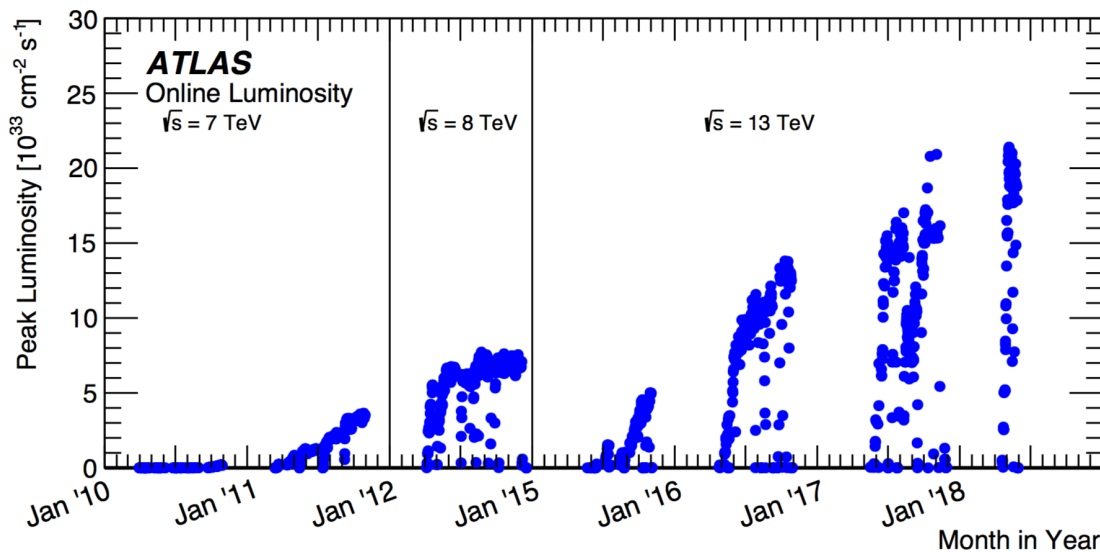 30
25
20
15
10
5
0
Peak Luminosity [10³³ cm⁻² s⁻¹]
ATLAS
Online Luminosity
√s = 7 TeV
√s = 8 TeV
√s = 13 TeV
Jan '10
Jan '11
Jan '12
Jan '15
Jan '16
Jan '17
Jan '18
Month in Year